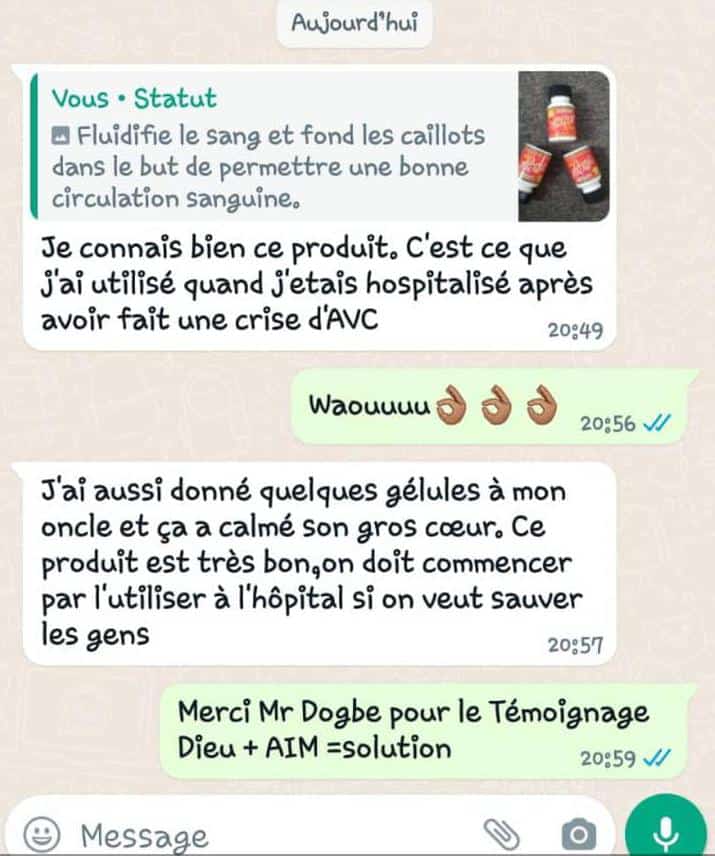 Aujourd'hui
Vous • Statut
Fluidifie le sang et fond les caillots
dans le but de permettre une bonne
circulation sanguine.
Je connais bien ce produit. C'est ce que
j'ai utilisé quand j'etais hospitalisé après
avoir fait une crise d'AVC
20:49
Waouuuu👌🏾👌🏾👌🏾
20:56
J'ai aussi donné quelques gélules à mon
oncle et ça a calmé son gros cœur. Ce
produit est très bon,on doit commencer
par l'utiliser à l'hôpital si on veut sauver
les gens
20:57
Merci Mr Dogbe pour le Témoignage
Dieu + AIM =solution
20:59
Message